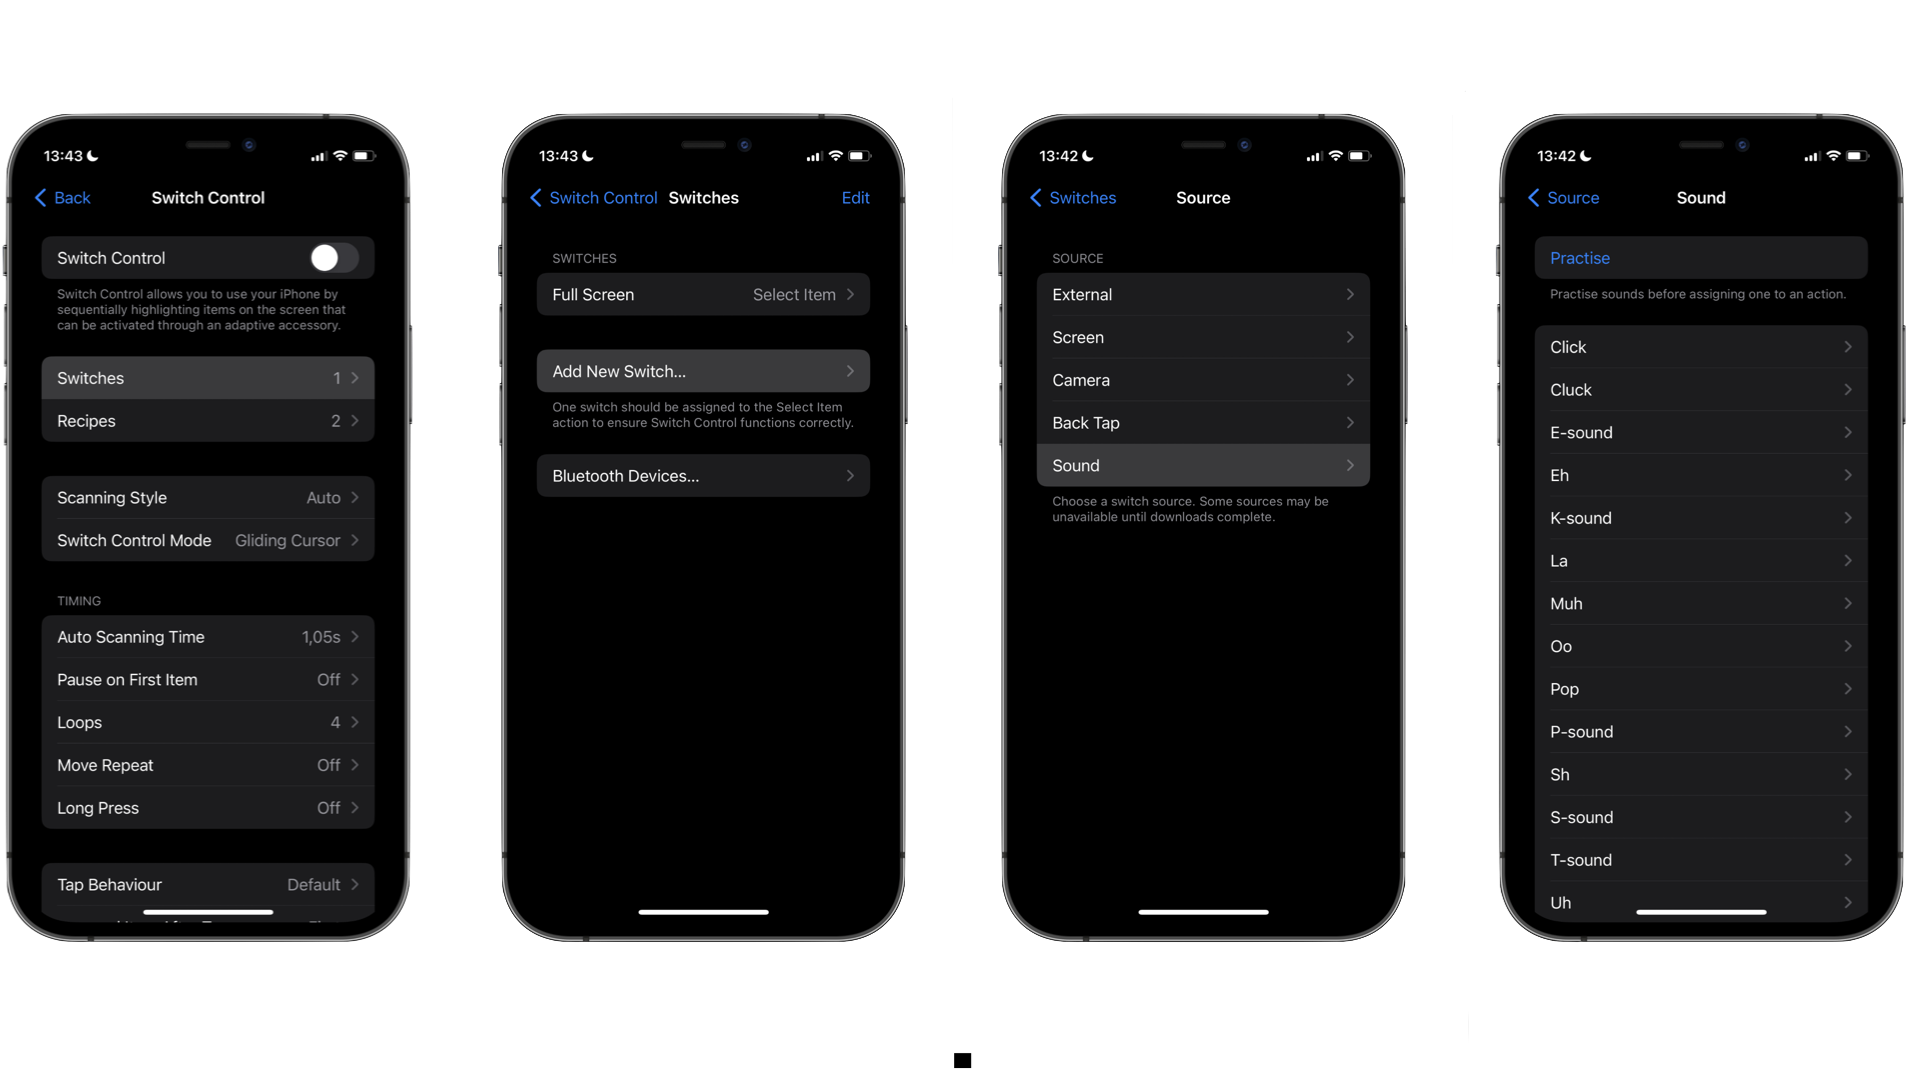 13:43
Back
Switch Control
Switch Control
Switch Control allows you to use your iPhone by
sequentially highlighting items on the screen that
can be activated through an adaptive accessory.
Switches 1
Recipes 2
Scanning Style Auto
Switch Control Mode Gliding Cursor
TIMING
Auto Scanning Time 1,05s
Pause on First Item Off
Loops 4
Move Repeat Off
Long Press Off
Tap Behaviour Default
13:43
Switch Control
Switches
Edit
SWITCHES
Full Screen Select Item
Add New Switch...
One switch should be assigned to the Select Item
action to ensure Switch Control functions correctly.
Bluetooth Devices...
13:42
Switches
Source
SOURCE
External
Screen
Camera
Back Tap
Sound
Choose a switch source. Some sources may be
unavailable until downloads complete.
13:42
Source
Sound
Practise
Practise sounds before assigning one to an action.
Click
Cluck
E-sound
Eh
K-sound
La
Muh
Oo
Pop
P-sound
Sh
S-sound
T-sound
Uh